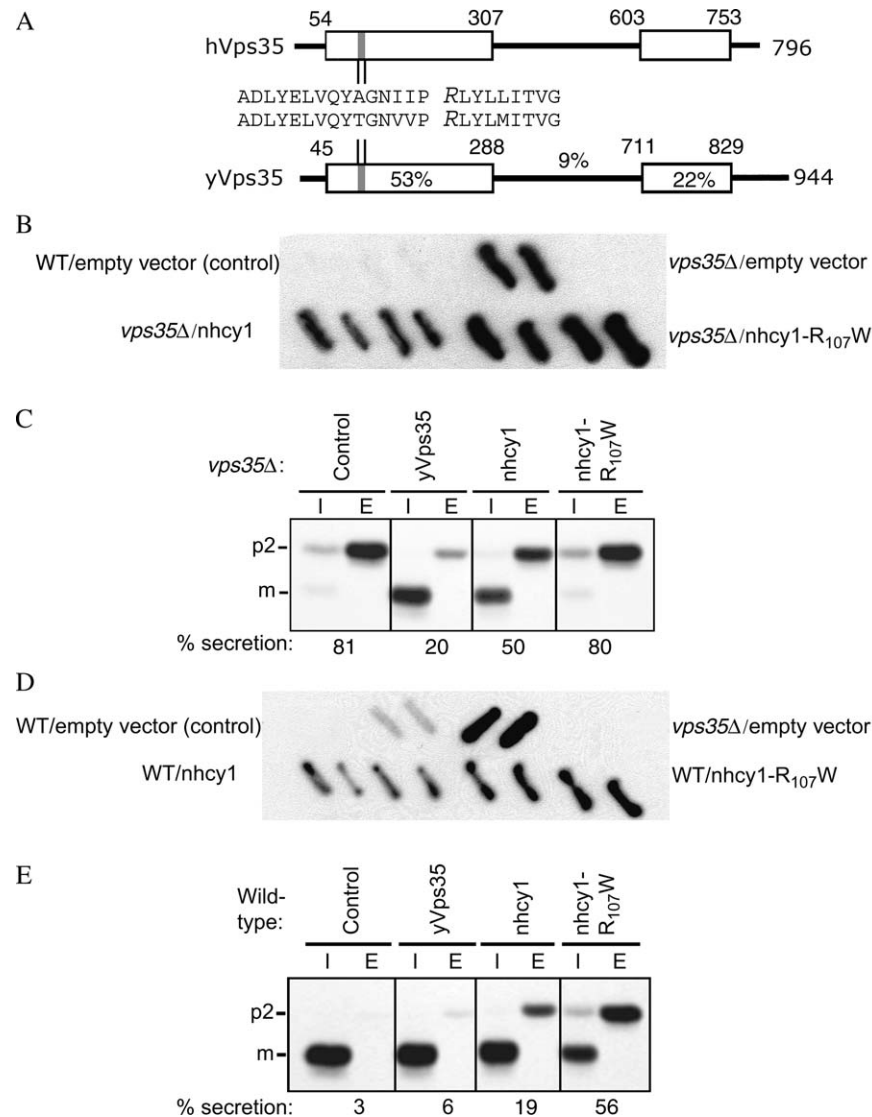 A
54 307 603 753
hVps35 796
ADLYELVQYAGNIIP RLYLLITVG
ADLYELVQYTGNVVP RLYLMITVG
45 288 9% 711 829
yVps35 53% 22% 944
B
WT/empty vector (control) vps35Δ/empty vector
vps35Δ/nhcy1 vps35Δ/nhcy1-R107W
C
vps35Δ: Control yVps35 nhcy1 nhcy1-R107W
I E I E I E I E
p2
m
% secretion: 81 20 50 80
D
WT/empty vector (control) vps35Δ/empty vector
WT/nhcy1 WT/nhcy1-R107W
E
Wild-
type: Control yVps35 nhcy1 nhcy1-R107W
I E I E I E I E
p2
m
% secretion: 3 6 19 56